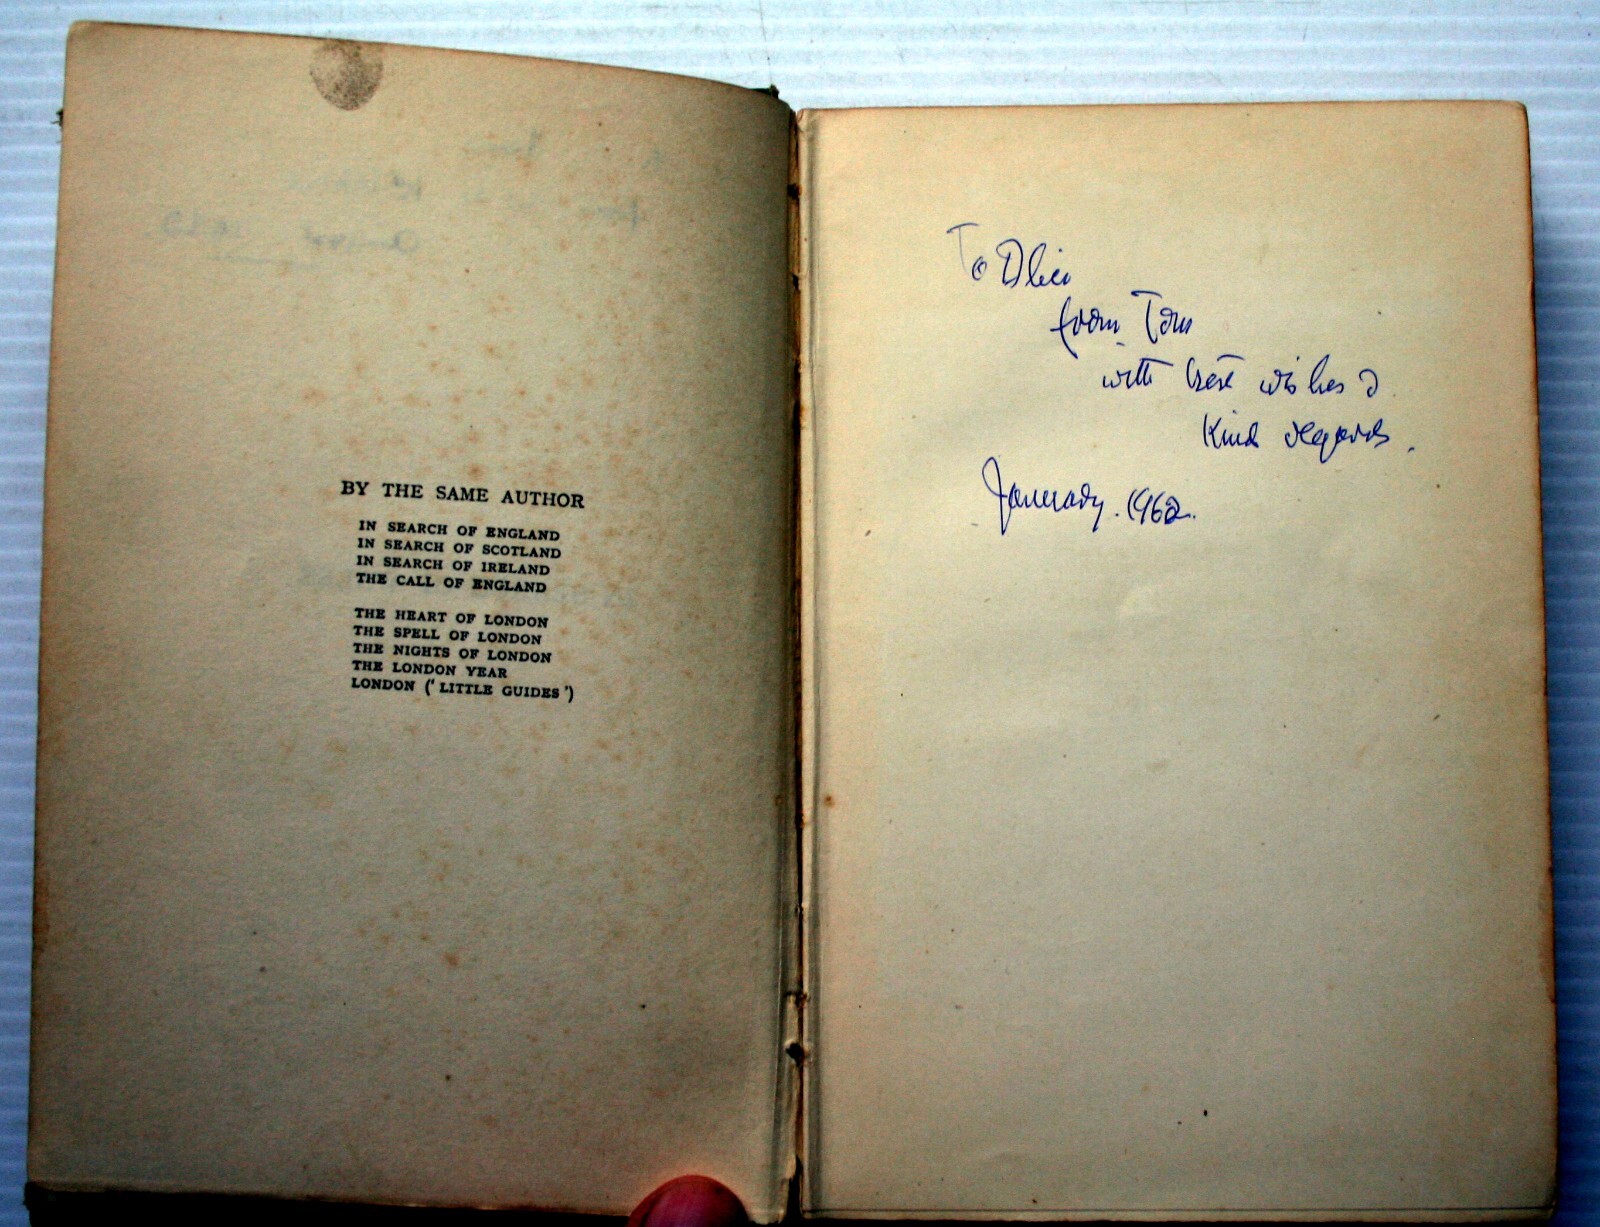 BY THE SAME AUTHOR
IN SEARCH OF ENGLAND
IN SEARCH OF SCOTLAND
IN SEARCH OF IRELAND
THE CALL OF ENGLAND
THE HEART OF LONDON
THE SPELL OF LONDON
THE NIGHTS OF LONDON
THE LONDON YEAR
LONDON (‘LITTLE GUIDES’)
To Alice
from Tom
with best wishes &
Kind regards.
January. 1962.